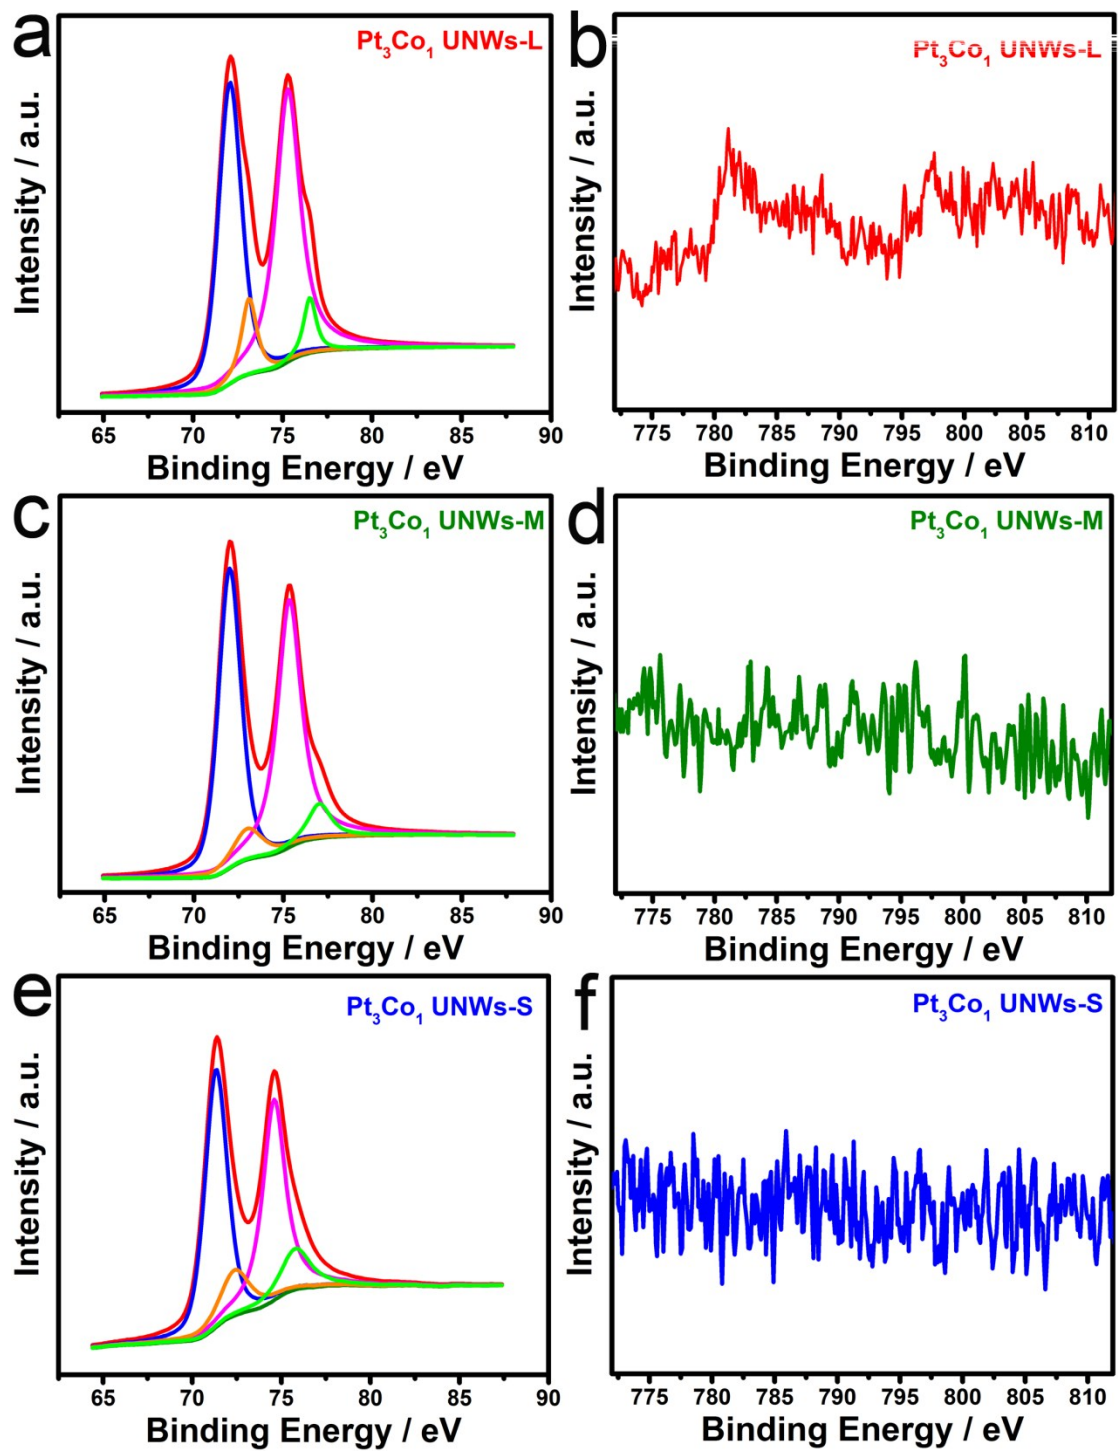 a
Pt₃Co₁ UNWs-L
Intensity / a.u.
65 70 75 80 85 90
Binding Energy / eV
b
Pt₃Co₁ UNWs-L
Intensity / a.u.
775 780 785 790 795 800 805 810
Binding Energy / eV
c
Pt₃Co₁ UNWs-M
Intensity / a.u.
65 70 75 80 85 90
Binding Energy / eV
d
Pt₃Co₁ UNWs-M
Intensity / a.u.
775 780 785 790 795 800 805 810
Binding Energy / eV
e
Pt₃Co₁ UNWs-S
Intensity / a.u.
65 70 75 80 85 90
Binding Energy / eV
f
Pt₃Co₁ UNWs-S
Intensity / a.u.
775 780 785 790 795 800 805 810
Binding Energy / eV